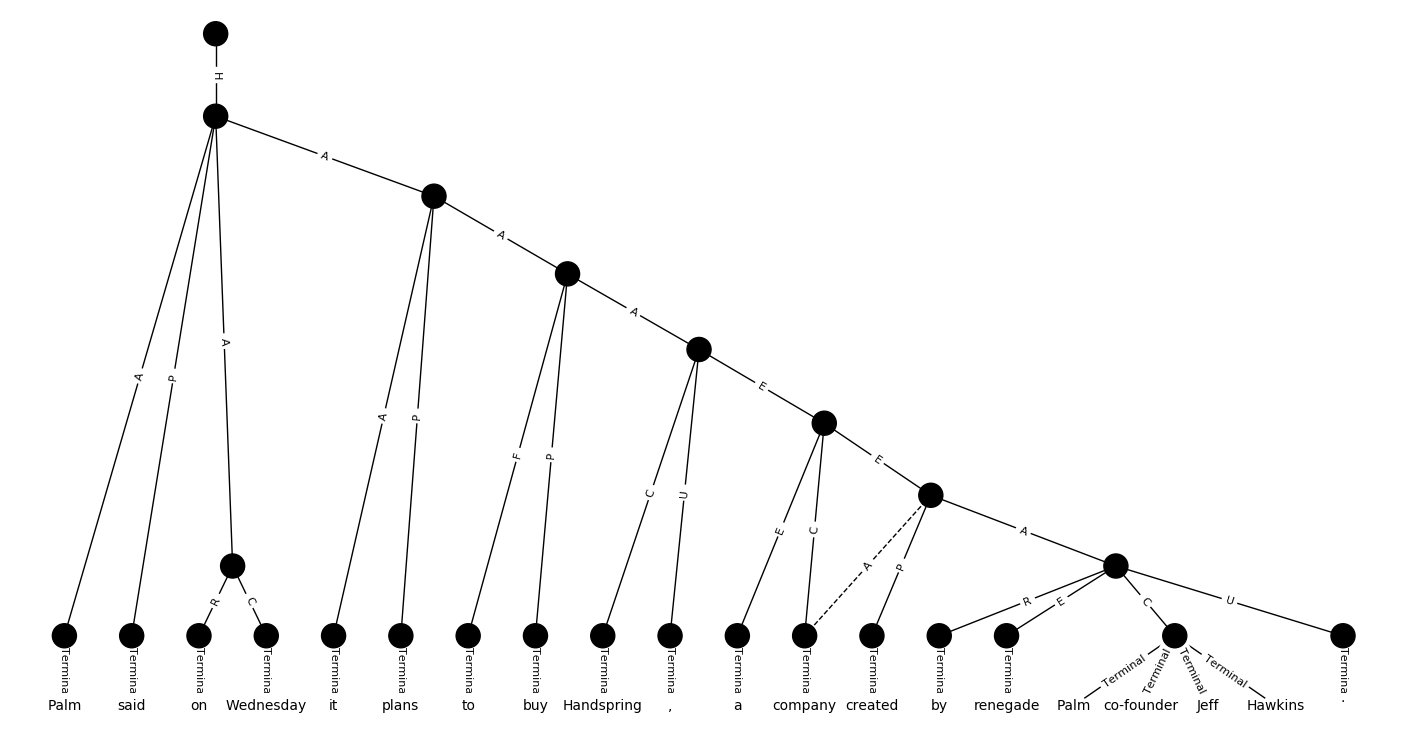 H
A
A
A
P
A
A
E
A
P
E
F
P
C
U
E
C
A
A
P
R
C
R
E
C
U
Termina Termina Termina Termina Termina Termina Termina Termina Termina Termina Termina Termina Termina Termina Termina Terminal Terminal Terminal Terminal Termina
Palm said on Wednesday it plans to buy Handspring , a company created by renegade Palm co-founder Jeff Hawkins .